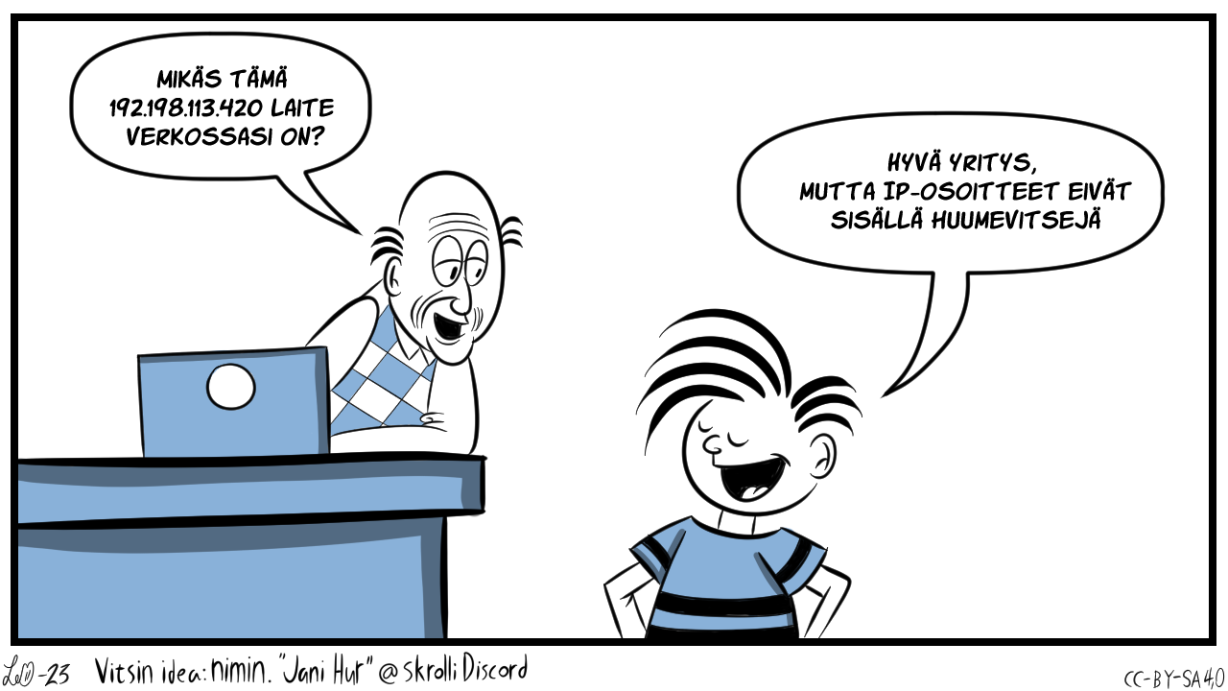 MIKÄS TÄMÄ
192.198.113.420 LAITE
VERKOSSASI ON?
HYVÄ YRITYS,
MUTTA IP-OSOITTEET EIVÄT
SISÄLLÄ HUUMEVITSEJÄ
-23 Vitsin idea: nimin. "Jani Hur" @ skrolli Discord
CC-BY-SA 4,0